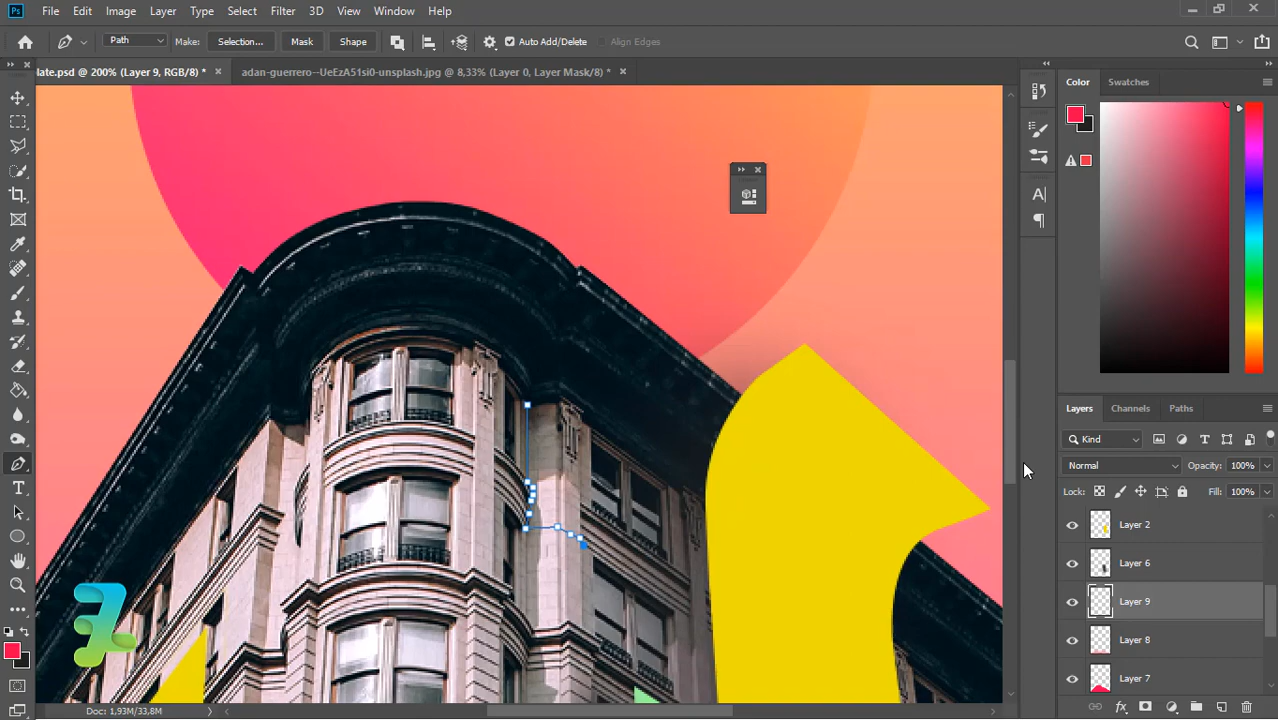 Ps File Edit Image Layer Type Select Filter 3D View Window Help
Path Make: Selection... Mask Shape Auto Add/Delete Align Edges
late.psd @ 200% (Layer 9, RGB/8) * adan-guerrero--UeEzA51si0-unsplash.jpg @ 8,33% (Layer 0, Layer Mask/8) *
Color Swatches
Layers Channels Paths
Kind
Normal Opacity: 100%
Lock: Fill: 100%
Layer 2
Layer 6
Layer 9
Layer 8
Layer 7
Doc: 1,93M/33,8M